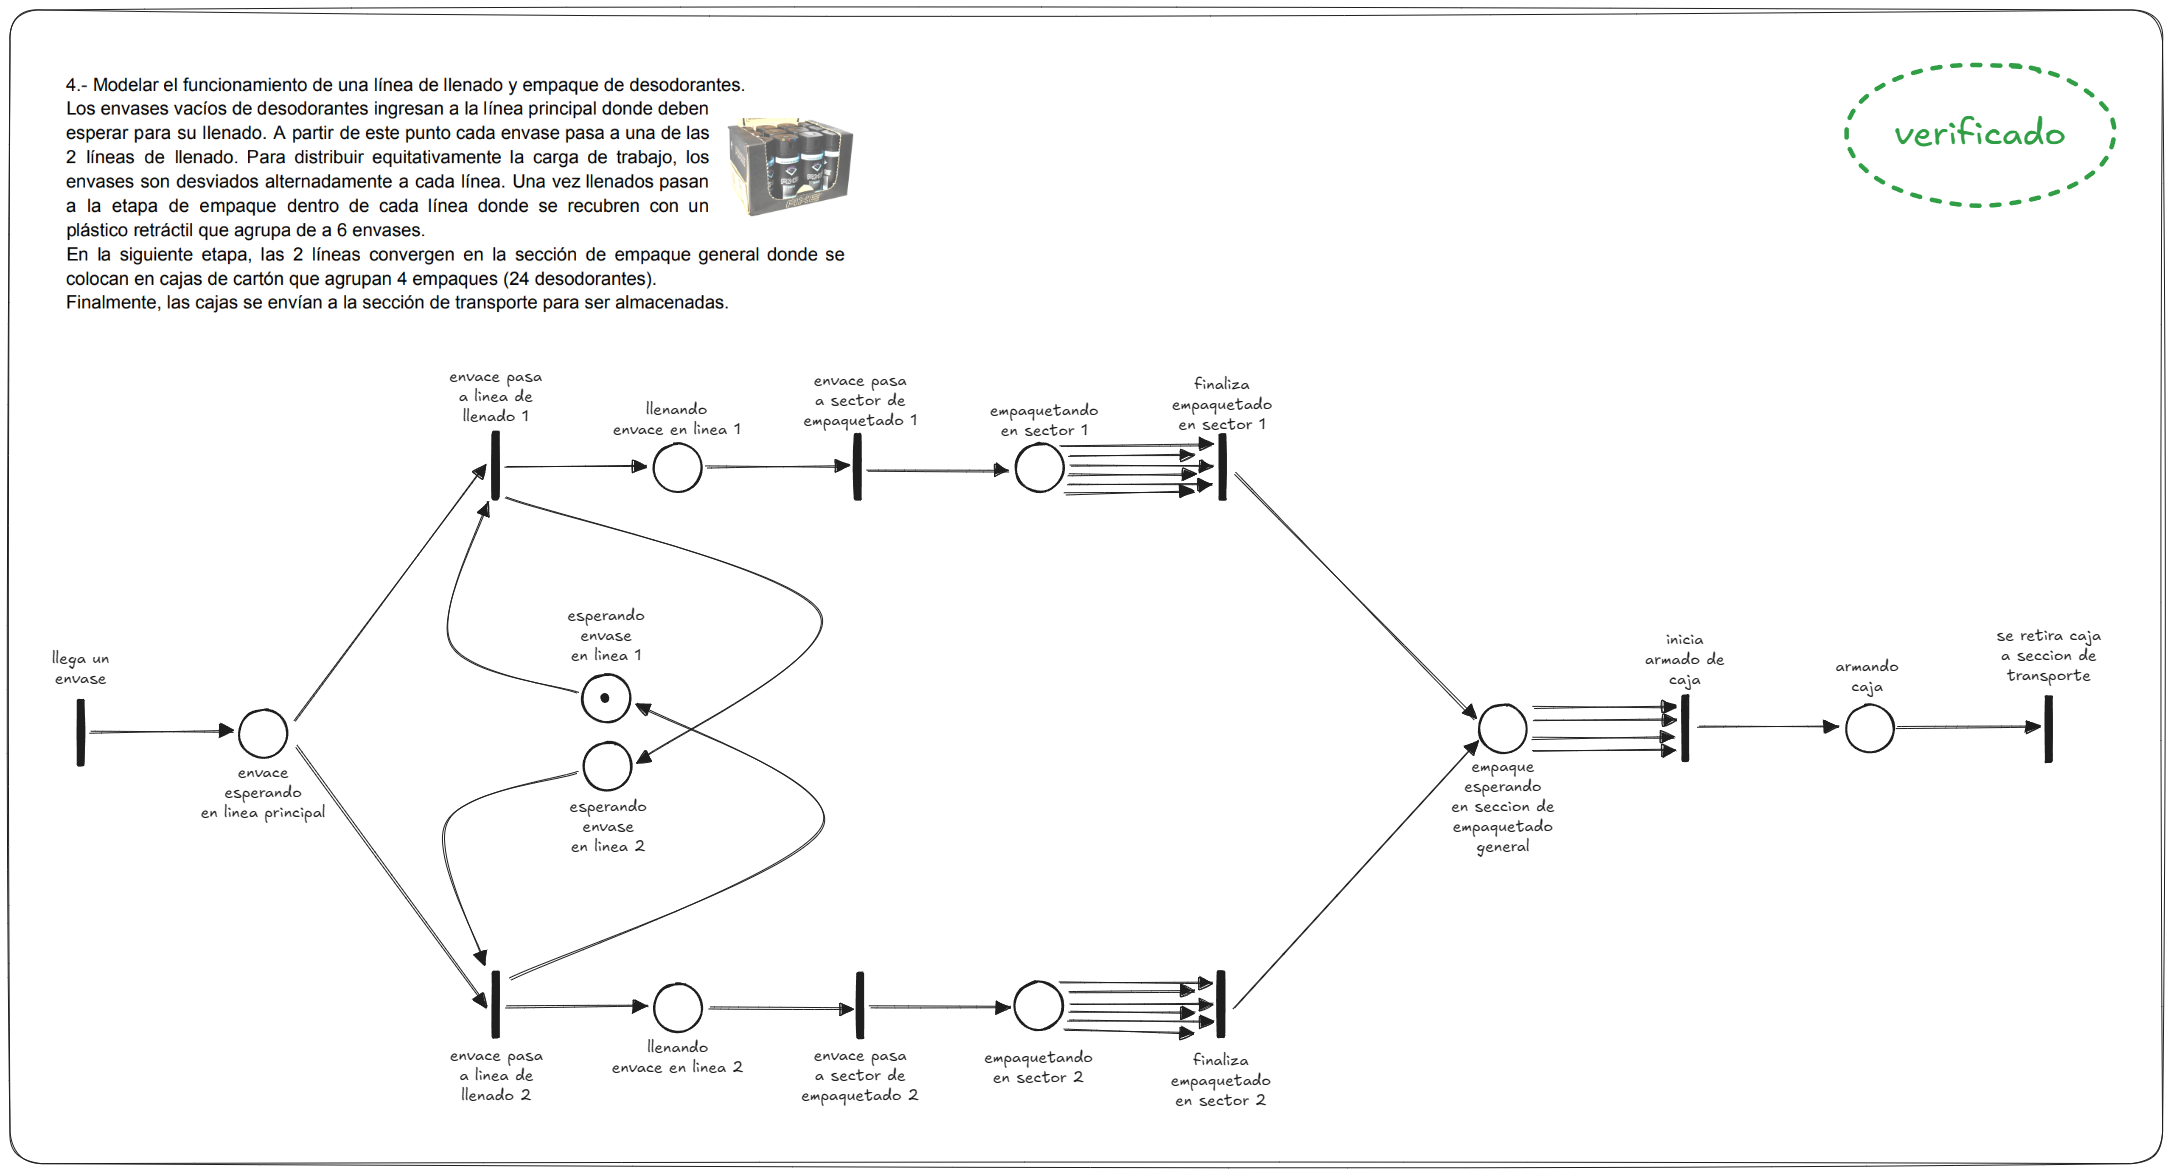 4.- Modelar el funcionamiento de una línea de llenado y empaque de desodorantes.
Los envases vacíos de desodorantes ingresan a la línea principal donde deben
esperar para su llenado. A partir de este punto cada envase pasa a una de las
2 líneas de llenado. Para distribuir equitativamente la carga de trabajo, los
envases son desviados alternadamente a cada línea. Una vez llenados pasan
a la etapa de empaque dentro de cada línea donde se recubren con un
plástico retráctil que agrupa de a 6 envases.
En la siguiente etapa, las 2 líneas convergen en la sección de empaque general donde se
colocan en cajas de cartón que agrupan 4 empaques (24 desodorantes).
Finalmente, las cajas se envían a la sección de transporte para ser almacenadas.
verificado
envace pasa
a linea de
llenado 1
llenando
envace en linea 1
envace pasa
a sector de
empaquetado 1
empaquetando
en sector 1
finaliza
empaquetado
en sector 1
llega un
envase
envace
esperando
en linea principal
esperando
envase
en linea 1
esperando
envase
en linea 2
empaque
esperando
en seccion de
empaquetado
general
inicia
armado de
caja
armando
caja
se retira caja
a seccion de
transporte
envace pasa
a linea de
llenado 2
llenando
envace en linea 2
envace pasa
a sector de
empaquetado 2
empaquetando
en sector 2
finaliza
empaquetado
en sector 2